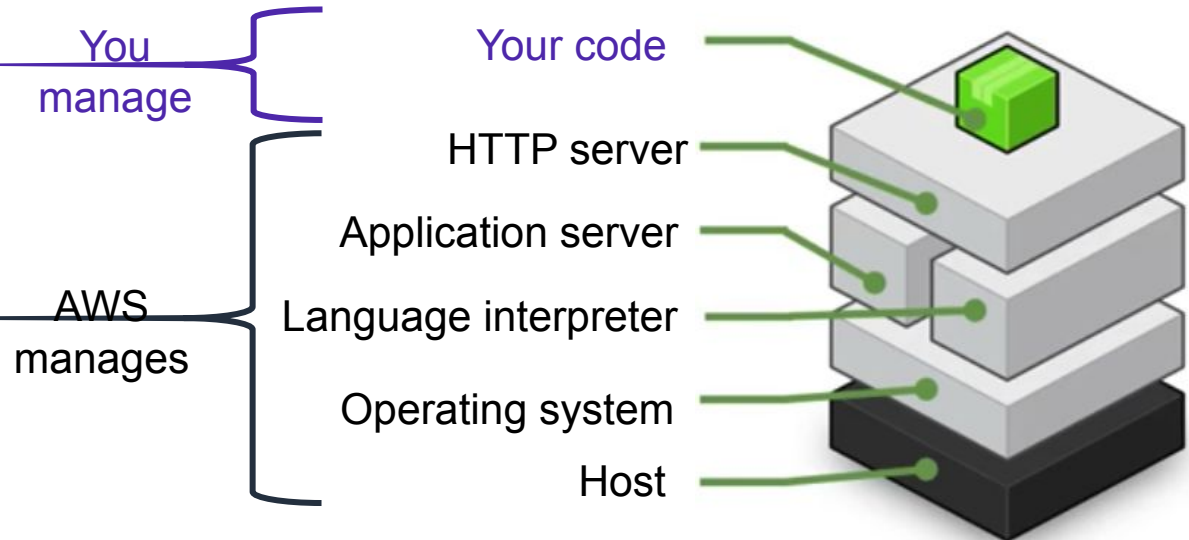 You
manage
Your code
HTTP server
Application server
AWS
manages
Language interpreter
Operating system
Host